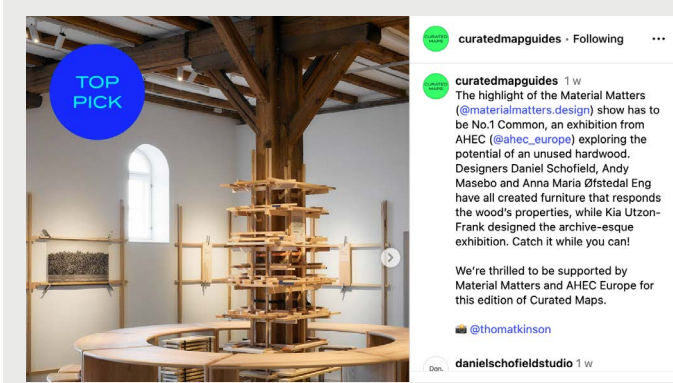 TOP
PICK
CURATED
MAPS
curatedmapguides • Following
CURATED
MAPS
curatedmapguides 1 w
The highlight of the Material Matters
(@materialmatters.design) show has to
be No.1 Common, an exhibition from
AHEC (@ahec_europe) exploring the
potential of an unused hardwood.
Designers Daniel Schofield, Andy
Masebo and Anna Maria Øfstedal Eng
have all created furniture that responds
the wood's properties, while Kia Utzon-
Frank designed the archive-esque
exhibition. Catch it while you can!
We're thrilled to be supported by
Material Matters and AHEC Europe for
this edition of Curated Maps.
📸 @thomatkinson
Dan.
danielschofieldstudio 1 w